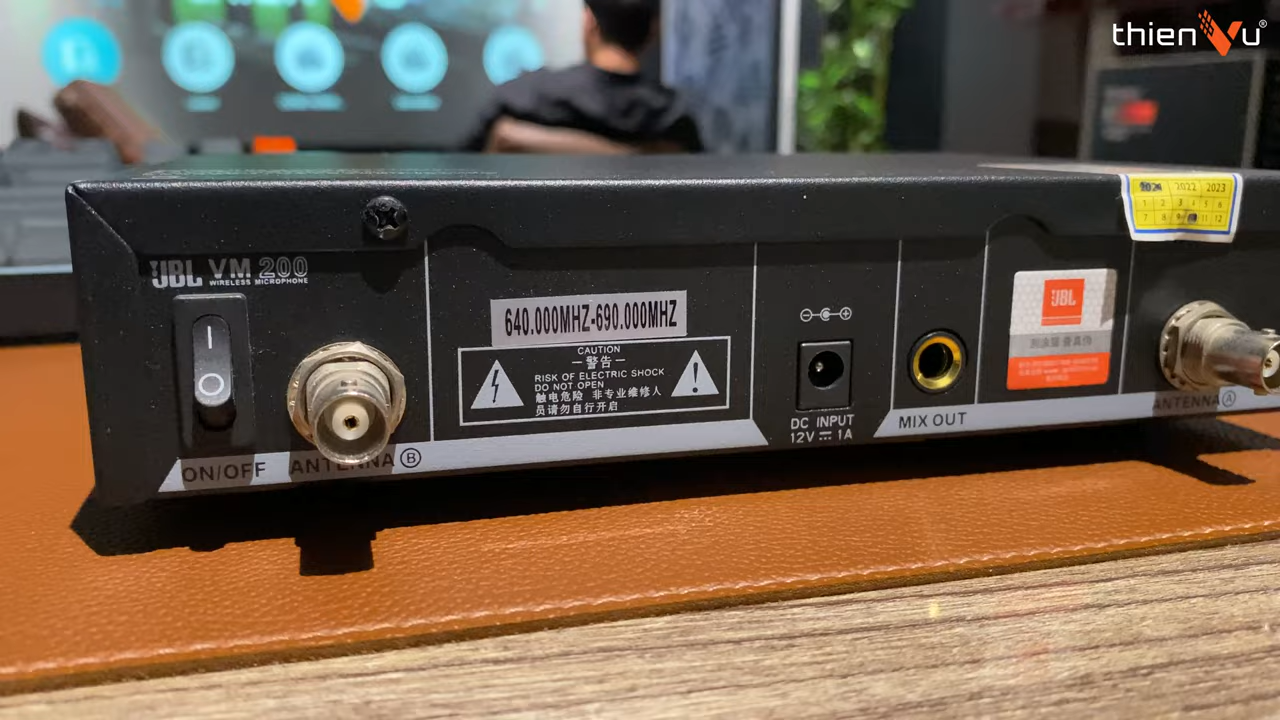 thienVu®
JBL VM 200
WIRELESS MICROPHONE
ON/OFF
ANTENNA Ⓑ
640.000MHZ-690.000MHZ
CAUTION
—警告—
RISK OF ELECTRIC SHOCK
DO NOT OPEN
触电危险 非专业维修人
员请勿自行开启
DC INPUT
12V⎓1A
MIX OUT
JBL
ANTENNA Ⓐ
2022 2023
1 2 3 4 5 6
7 8 9 11 12